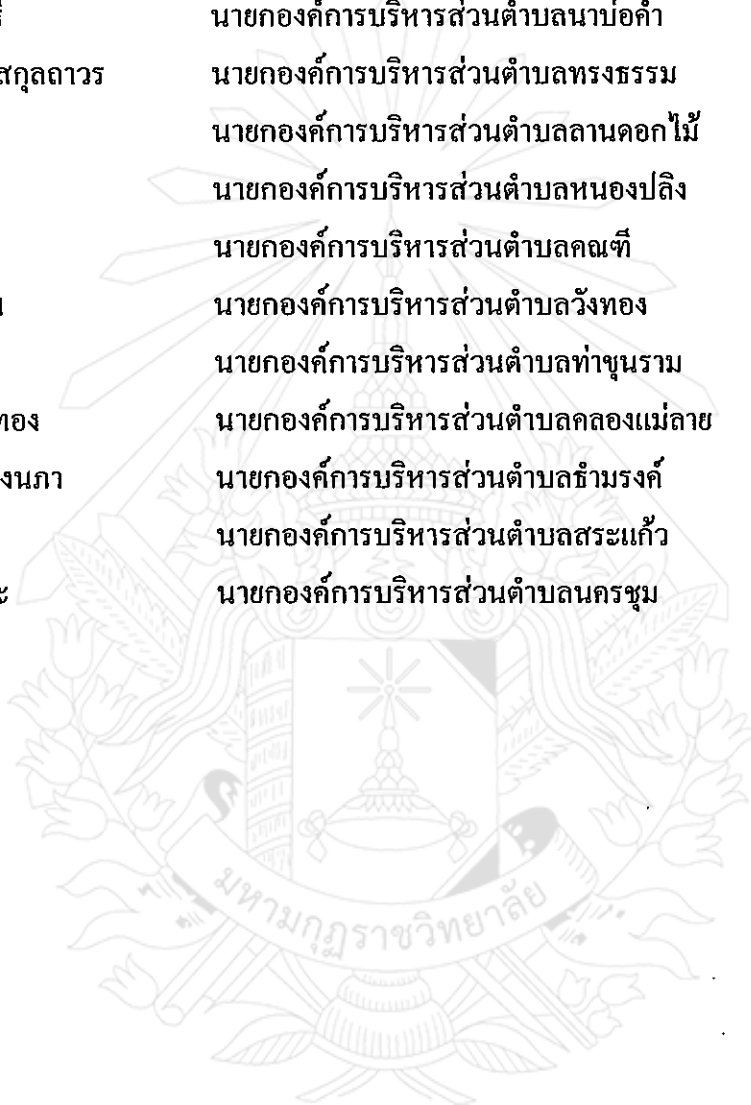 นายกองค์การบริหารส่วนตำบลนาบ่อคำ
สกุลถาวร นายกองค์การบริหารส่วนตำบลทรงธรรม
นายกองค์การบริหารส่วนตำบลลานดอกไม้
นายกองค์การบริหารส่วนตำบลหนองปลิง
นายกองค์การบริหารส่วนตำบลคณฑี
นายกองค์การบริหารส่วนตำบลวังทอง
นายกองค์การบริหารส่วนตำบลท่าขุนราม
ทอง นายกองค์การบริหารส่วนตำบลคลองแม่ลาย
งนภา นายกองค์การบริหารส่วนตำบลธำมรงค์
นายกองค์การบริหารส่วนตำบลสระแก้ว
นายกองค์การบริหารส่วนตำบลนครชุม
มหามกุฏราชวิทยาลัย